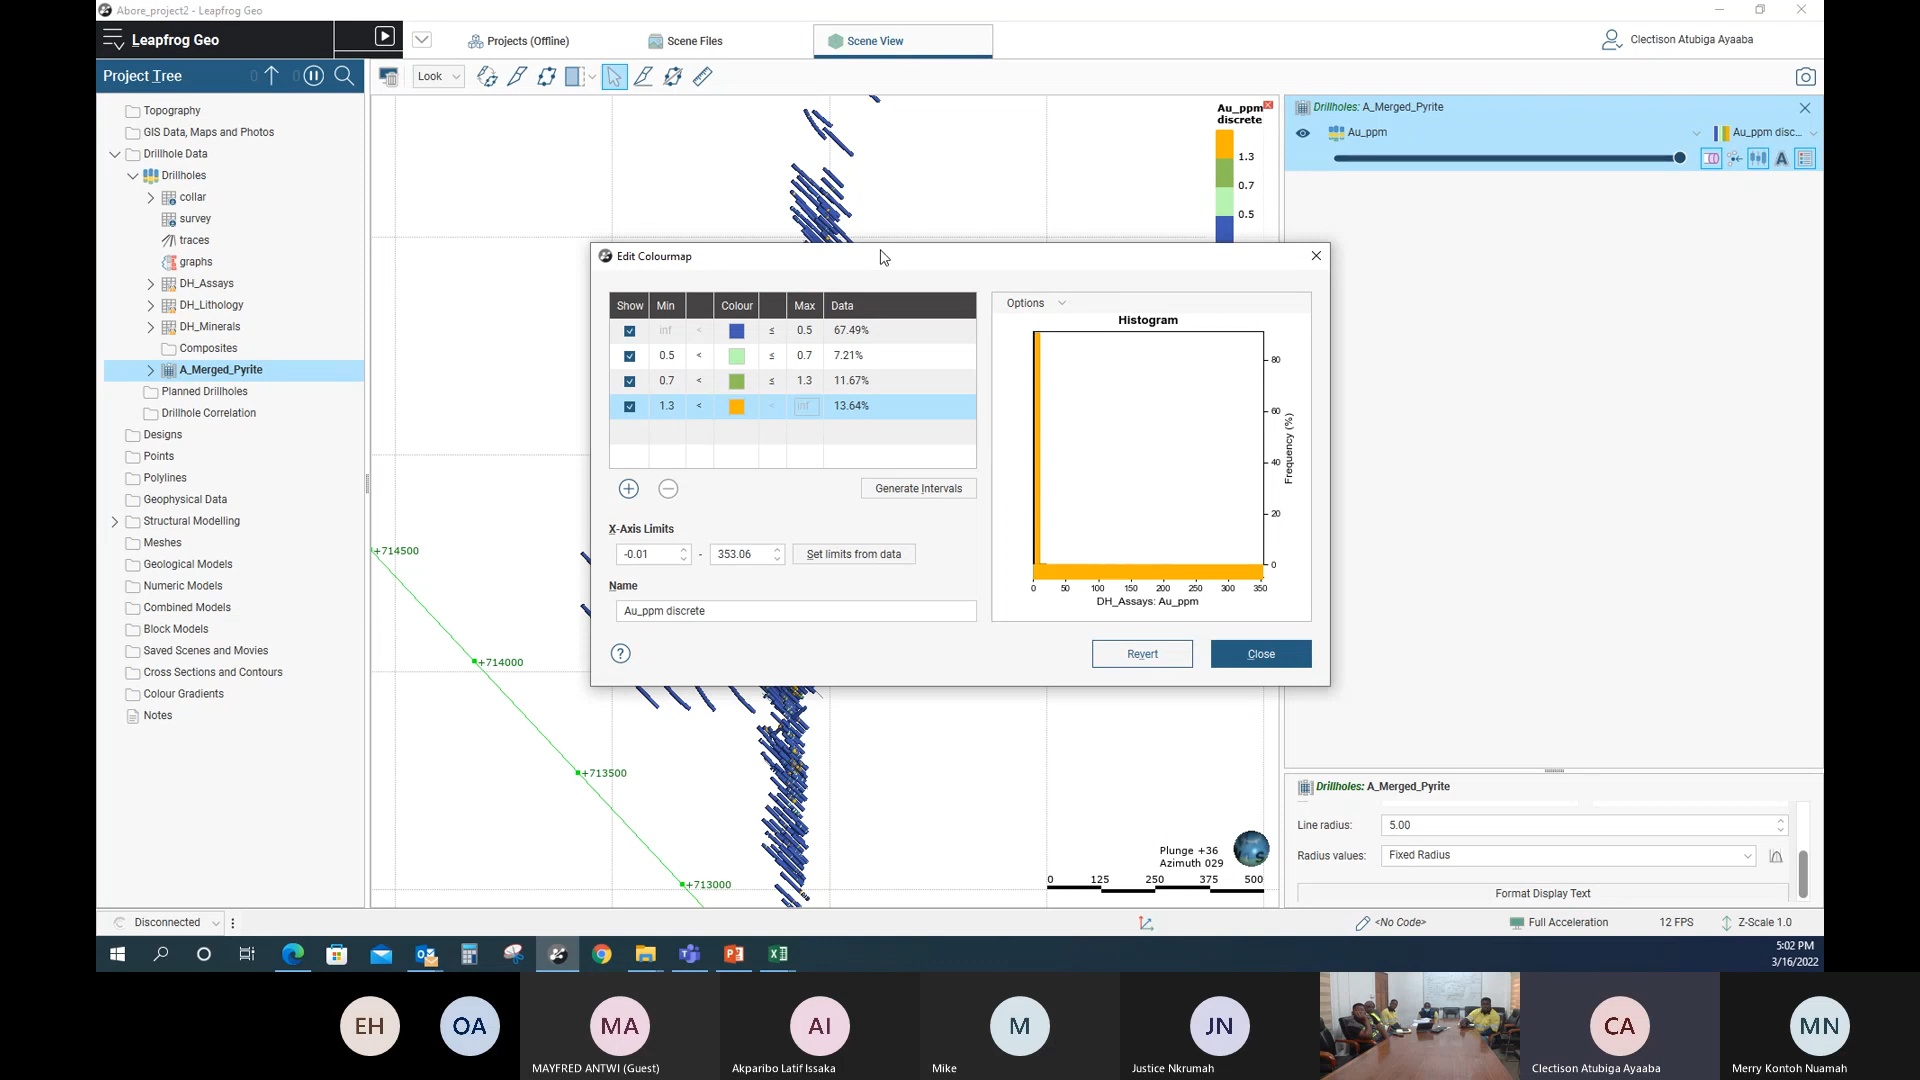 Abore_project2 - Leapfrog Geo
Leapfrog Geo
Projects (Offline)
Scene Files
Scene View
Clectison Atubiga Ayaaba
Project Tree
0
0
Look
Topography
GIS Data, Maps and Photos
Drillhole Data
Drillholes
collar
survey
traces
graphs
DH_Assays
DH_Lithology
DH_Minerals
Composites
A_Merged_Pyrite
Planned Drillholes
Drillhole Correlation
Designs
Points
Polylines
Geophysical Data
Structural Modelling
Meshes
Geological Models
Numeric Models
Combined Models
Block Models
Saved Scenes and Movies
Cross Sections and Contours
Colour Gradients
Notes
+714500
+714000
+713500
+713000
Au_ppm
discrete
1.3
0.7
0.5
Edit Colourmap
Show Min Colour Max Data
inf < ≤ 0.5 67.49%
0.5 < ≤ 0.7 7.21%
0.7 < ≤ 1.3 11.67%
1.3 < < inf 13.64%
Generate Intervals
X-Axis Limits
-0.01 - 353.06 Set limits from data
Name
Au_ppm discrete
Options
Histogram
80
60
40
20
0
Frequency (%)
0 50 100 150 200 250 300 350
DH_Assays: Au_ppm
?
Revert
Close
Plunge +36
Azimuth 029
0 125 250 375 500
Drillholes: A_Merged_Pyrite
Au_ppm
Au_ppm disc...
A
Drillholes: A_Merged_Pyrite
Line radius: 5.00
Radius values: Fixed Radius
Format Display Text
Disconnected
<No Code>
Full Acceleration
12 FPS
Z-Scale 1.0
5:02 PM
3/16/2022
EH
OA
MA
MAYFRED ANTWI (Guest)
AI
Akparibo Latif Issaka
M
Mike
JN
Justice Nkrumah
CA
Clectison Atubiga Ayaaba
MN
Merry Kontoh Nuamah